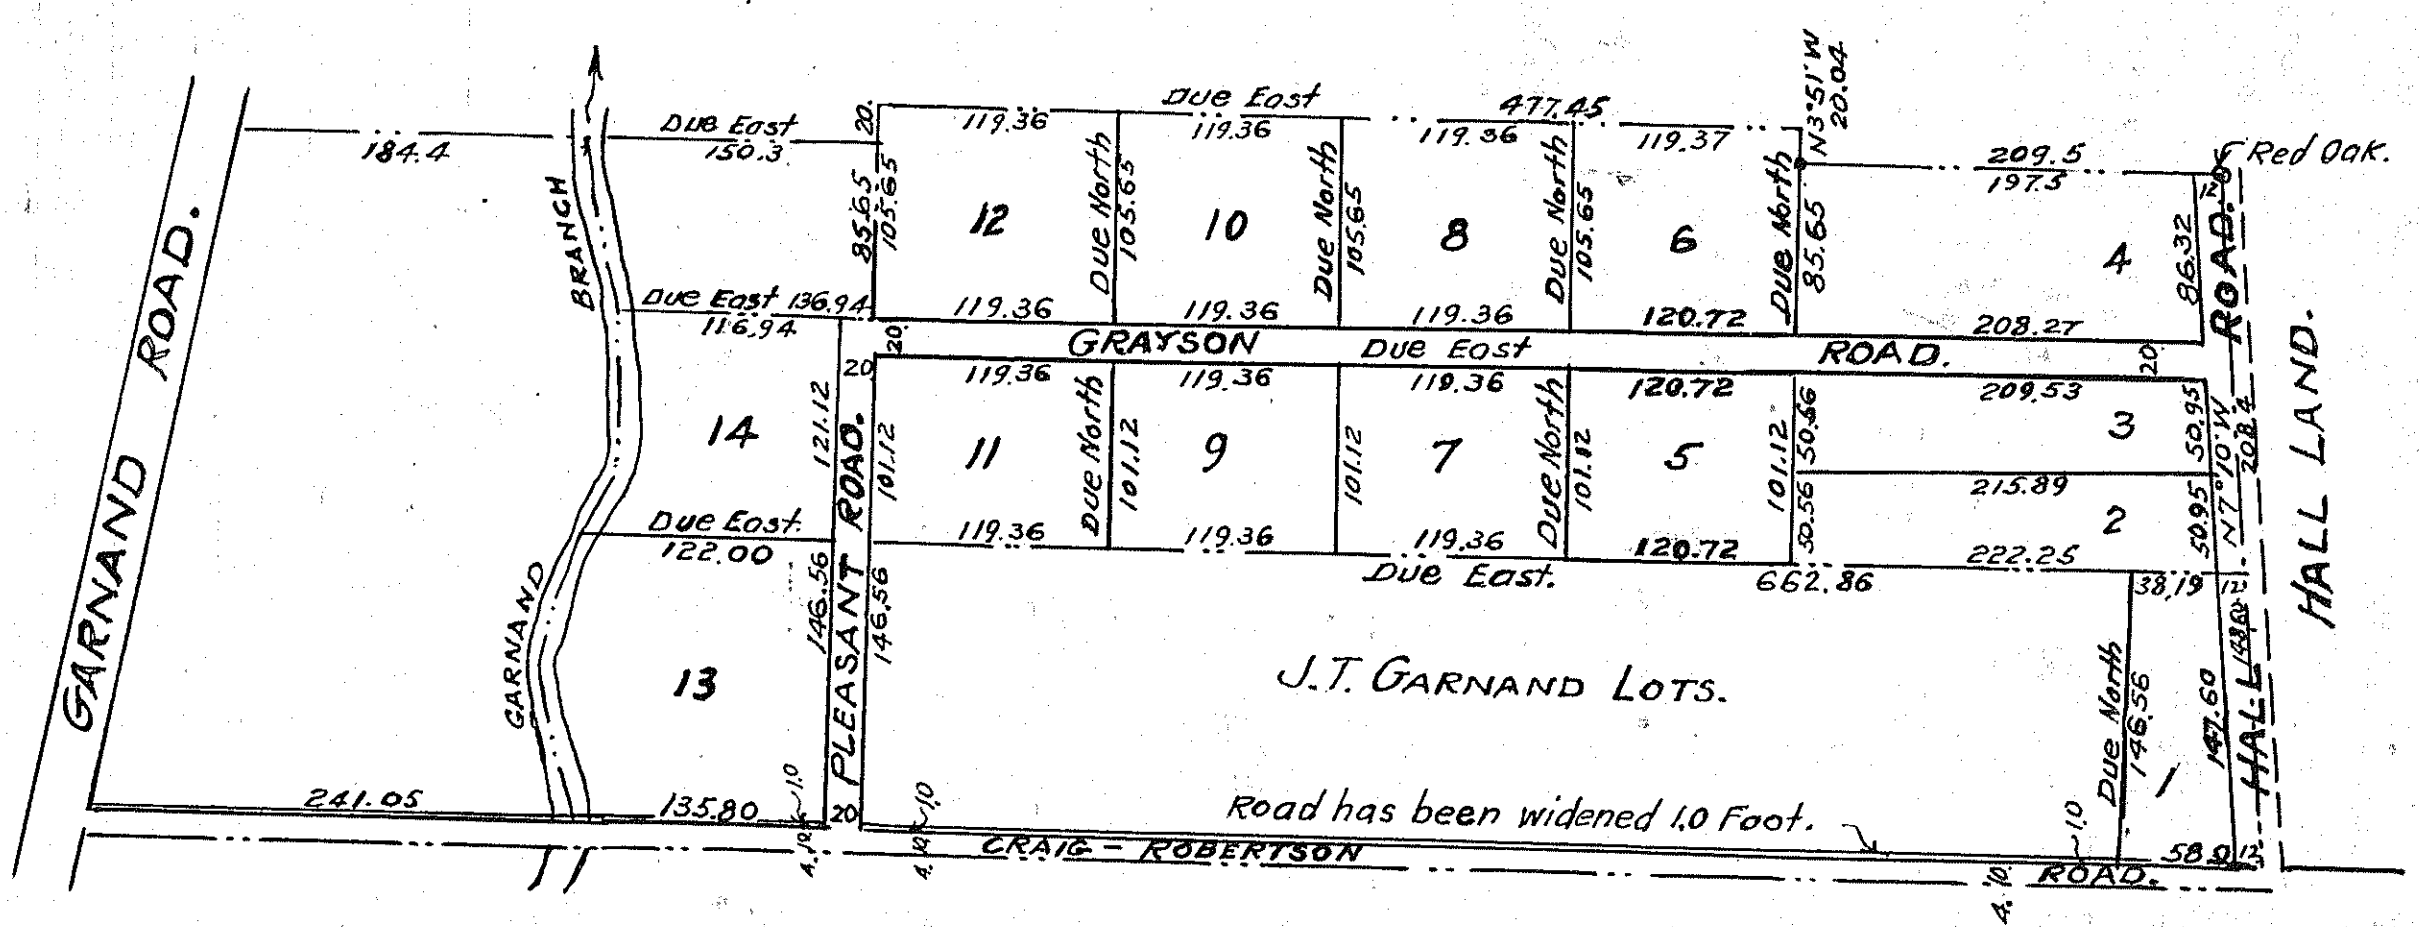 N3°51'W
20.04
Due East
477.45
Due East
184.4
150.3
20.
119.36
119.36
119.36
119.37
209.5
197.5
Red Oak.
12
85.65
105.65
12
Due North
105.65
10
Due North
105.65
8
Due North
105.65
6
Due North
85.65
4
86.32
Due East 136.94
116.94
119.36
119.36
119.36
120.72
208.27
20.
GRAYSON
Due East
ROAD.
20.
20
119.36
119.36
119.36
120.72
209.53
14
121.12
101.12
11
Due North
101.12
9
101.12
7
Due North
101.12
5
101.12
50.56
3
50.95
215.89
50.56
2
50.95
N7°10'W
208.4
Due East.
122.00
119.36
119.36
119.36
120.72
222.25
Due East.
662.86
38.19
12
13
146.56
146.56
J.T. GARNAND LOTS.
Due North
146.56
1
147.60
HALL
ROAD.
HALL LAND.
GARNAND
ROAD.
GARNAND
BRANCH
PLEASANT ROAD.
241.05
135.80
1.0
20
1.0
Road has been widened 1.0 Foot.
1.0
12
CRAIG - ROBERTSON
ROAD.